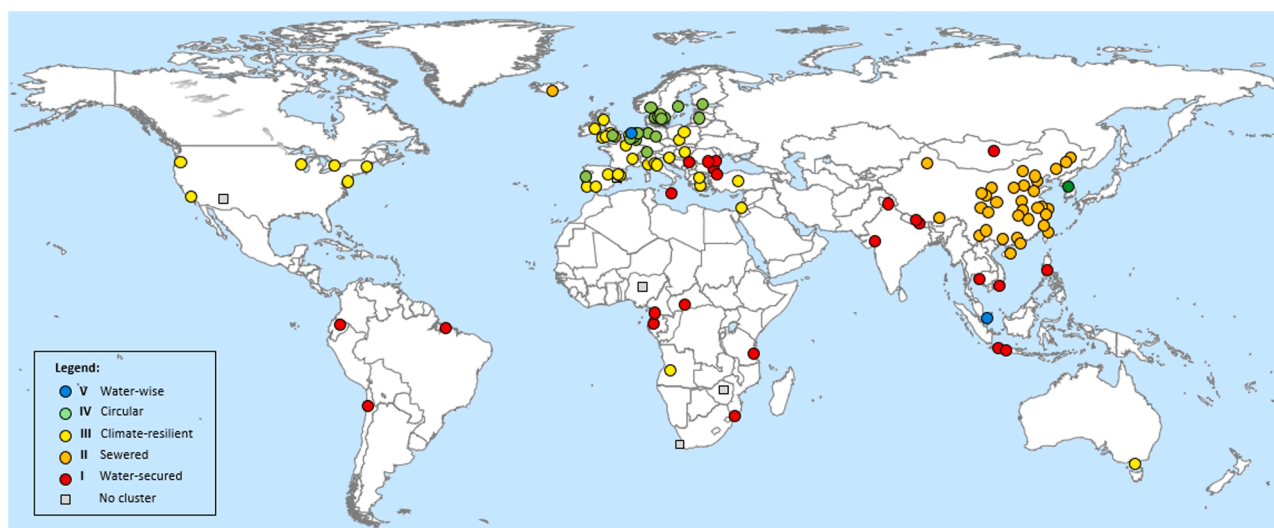 Legend:
V Water-wise
IV Circular
III Climate-resilient
II Sewered
I Water-secured
No cluster